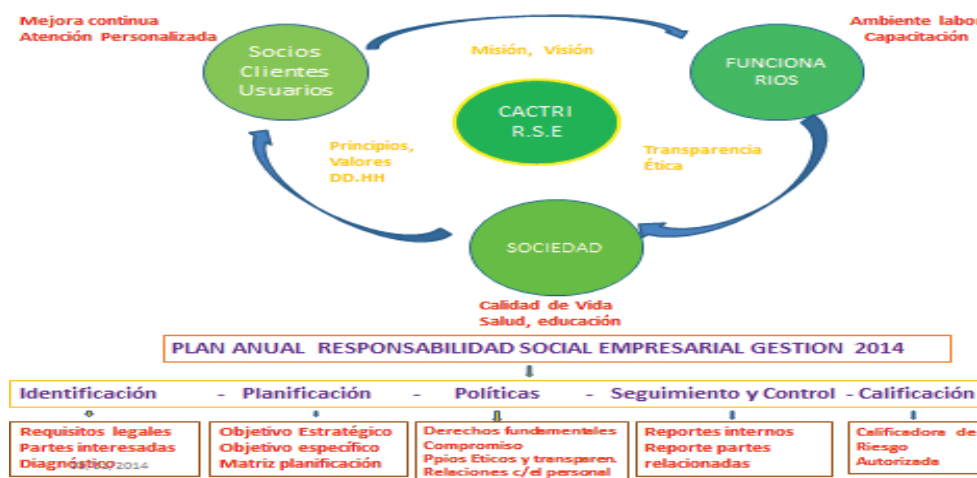 Mejora continua
Atención Personalizada
Socios
Clientes
Usuarios
Misión, Visión
FUNCIONA
RIOS
Ambiente labor
Capacitación
CACTRI
R.S.E
Principios,
Valores
DD.HH
Transparencia
Ética
SOCIEDAD
Calidad de Vida
Salud, educación
PLAN ANUAL RESPONSABILIDAD SOCIAL EMPRESARIAL GESTION 2014
Identificación - Planificación - Políticas - Seguimiento y Control - Calificación
Requisitos legales
Partes interesadas
Diagnóstico
/2014
Objetivo Estratégico
Objetivo específico
Matriz planificación
Derechos fundamentales
Compromiso
Ppios Eticos y transparen.
Relaciones c/el personal
Reportes internos
Reporte partes
relacionadas
Calificadora de
Riesgo
Autorizada